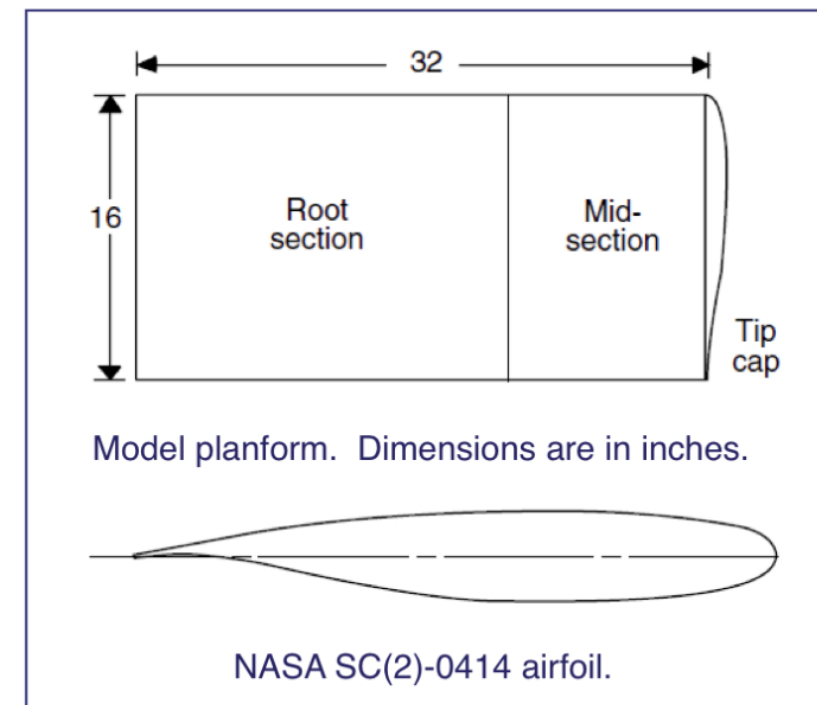 32
16
Root
section
Mid-
section
Tip
cap
Model planform. Dimensions are in inches.
NASA SC(2)-0414 airfoil.